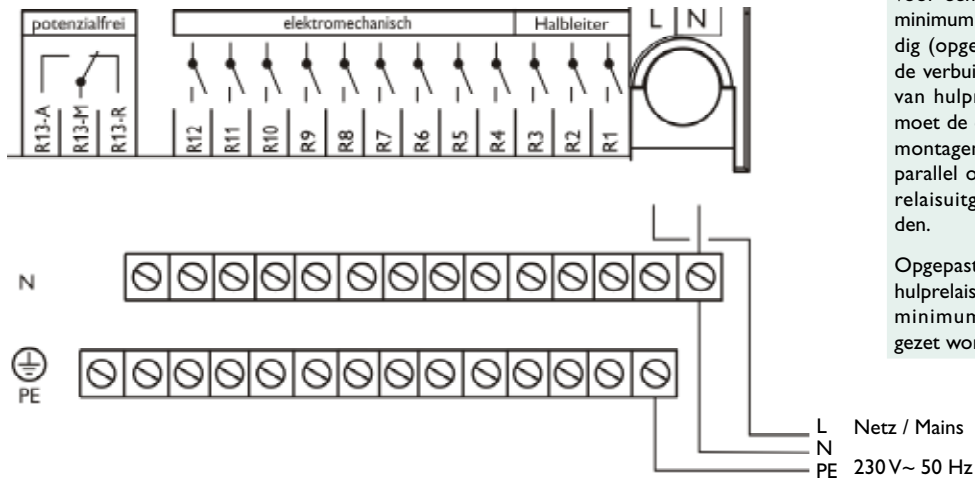 potenzialfrei elektromechanisch Halbleiter L N
R13-A R13-M R13-R R12 R11 R10 R9 R8 R7 R6 R5 R4 R3 R2 R1
N
PE
L Netz / Mains
N
PE 230 V~ 50 Hz
minimum
dig (opge
de verbui
van hulpr
moet de
montager
parallel o
relaisuitg
den.
Opgepast
hulprelais
minimum
gezet wor